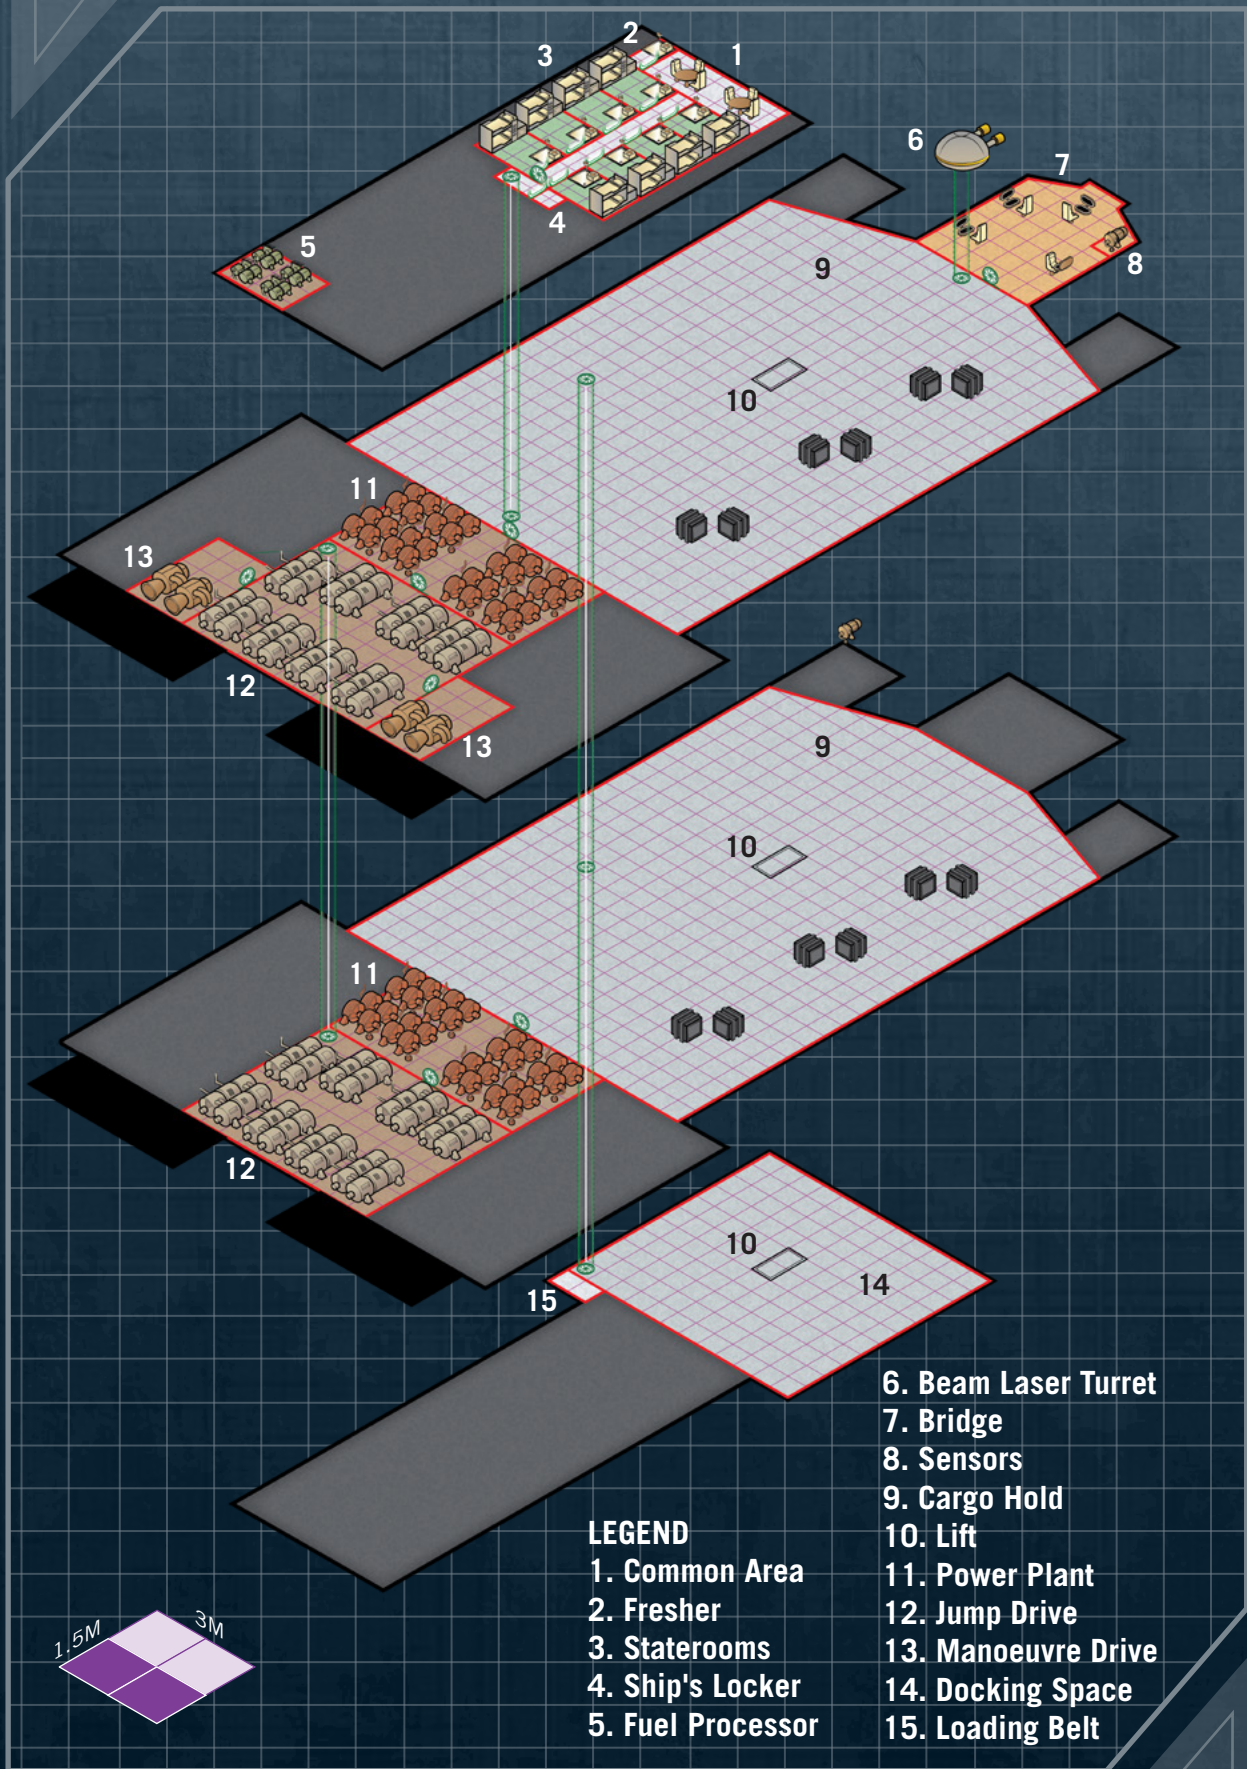 2
1
3
6
7
4
5
8
9
10
11
13
12
13
9
10
11
12
10
14
15
6. Beam Laser Turret
7. Bridge
8. Sensors
9. Cargo Hold
10. Lift
11. Power Plant
12. Jump Drive
13. Manoeuvre Drive
14. Docking Space
15. Loading Belt
LEGEND
1. Common Area
2. Fresher
3. Staterooms
4. Ship's Locker
5. Fuel Processor
1.5M
3M